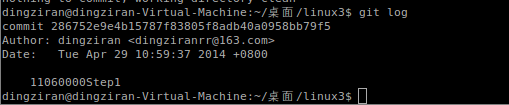 nothing to commit, working directory clean
dingziran@dingziran-Virtual-Machine:~/桌面/linux3$ git log
commit 286752e9e4b15787f83805f8adb40a0958bb79f5
Author: dingziran <dingziranrr@163.com>
Date:   Tue Apr 29 10:59:37 2014 +0800
    11060000Step1
dingziran@dingziran-Virtual-Machine:~/桌面/linux3$